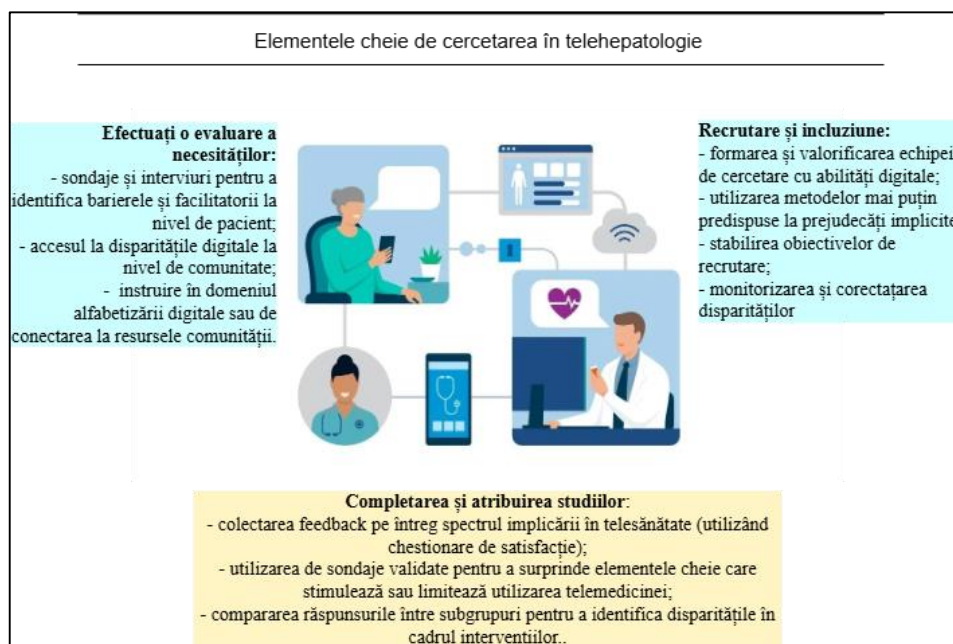 Elementele cheie de cercetarea în telehepatologie
Efectuați o evaluare a
necesităților:
- sondaje și interviuri pentru a
identifica barierele și facilitatorii la
nivel de pacient;
- accesul la disparitățile digitale la
nivel de comunitate;
- instruire în domeniul
alfabetizării digitale sau de
conectarea la resursele comunității.
Recrutare și incluziune:
- formarea și valorificarea echipei
de cercetare cu abilități digitale;
- utilizarea metodelor mai puțin
predispuse la prejudecăți implicite
- stabilirea obiectivelor de
recrutare;
- monitorizarea și corectatarea
disparităților
Completarea și atribuirea studiilor:
- colectarea feedback pe întreg spectrul implicării în telesănătate (utilizând
chestionare de satisfacție);
- utilizarea de sondaje validate pentru a surprinde elementele cheie care
stimulează sau limitează utilizarea telemedicinei;
- compararea răspunsurile între subgrupuri pentru a identifica disparitățile în
cadrul intervențiilor..